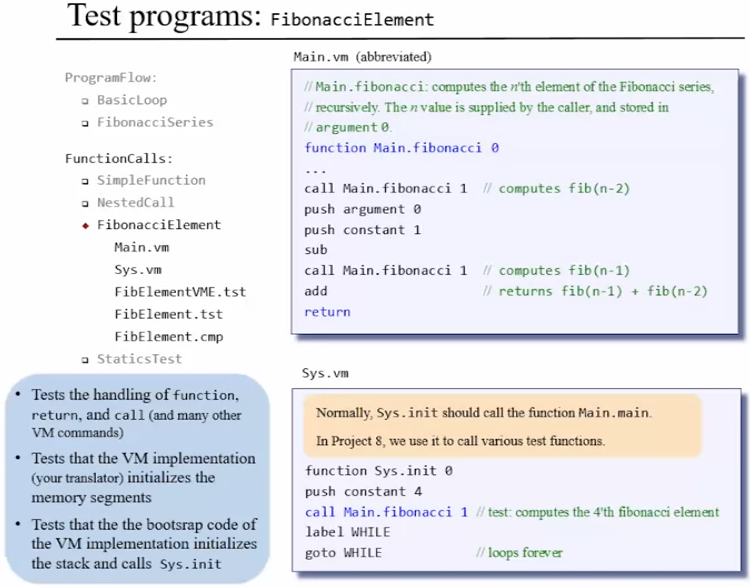 Test programs: FibonacciElement
ProgramFlow:
❑ BasicLoop
❑ FibonacciSeries
FunctionCalls:
❑ SimpleFunction
❑ NestedCall
◆ FibonacciElement
Main.vm
Sys.vm
FibElementVME.tst
FibElement.tst
FibElement.cmp
❑ StaticsTest
• Tests the handling of function,
return, and call (and many other
VM commands)
• Tests that the VM implementation
(your translator) initializes the
memory segments
• Tests that the the bootsrap code of
the VM implementation initializes
the stack and calls Sys.init
Main.vm (abbreviated)
// Main.fibonacci: computes the n'th element of the Fibonacci series,
// recursively. The n value is supplied by the caller, and stored in
// argument 0.
function Main.fibonacci 0
...
call Main.fibonacci 1 // computes fib(n-2)
push argument 0
push constant 1
sub
call Main.fibonacci 1 // computes fib(n-1)
add // returns fib(n-1) + fib(n-2)
return
Sys.vm
Normally, Sys.init should call the function Main.main.
In Project 8, we use it to call various test functions.
function Sys.init 0
push constant 4
call Main.fibonacci 1 // test: computes the 4'th fibonacci element
label WHILE
goto WHILE // loops forever